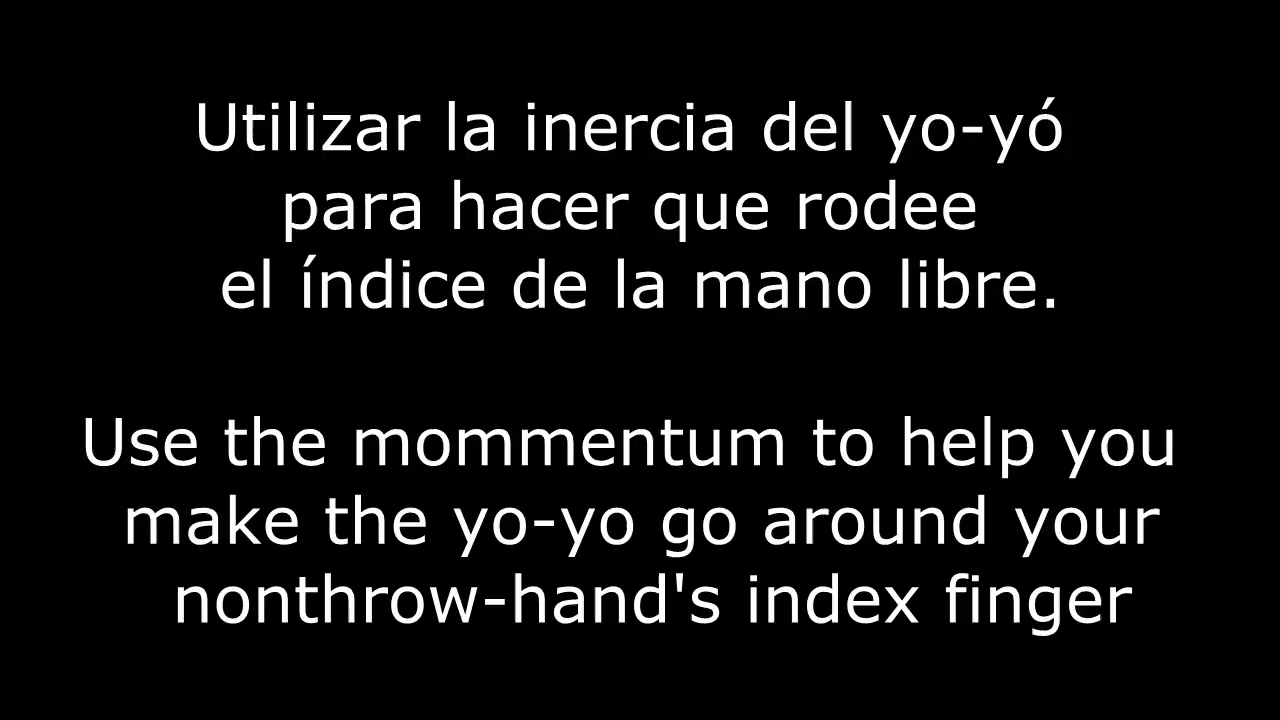 Utilizar la inercia del yo-yó
para hacer que rodee
el índice de la mano libre.
Use the mommentum to help you
make the yo-yo go around your
nonthrow-hand's index finger